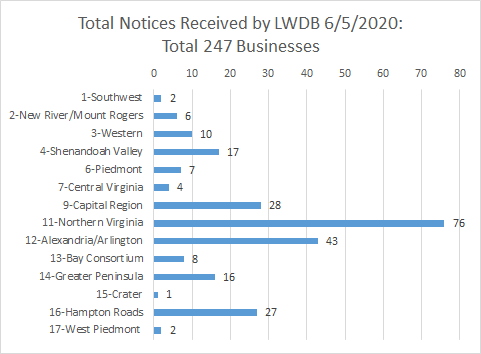 Total Notices Received by LWDB 6/5/2020:
Total 247 Businesses
0 10 20 30 40 50 60 70 80
1-Southwest 2
2-New River/Mount Rogers 6
3-Western 10
4-Shenandoah Valley 17
6-Piedmont 7
7-Central Virginia 4
9-Capital Region 28
11-Northern Virginia 76
12-Alexandria/Arlington 43
13-Bay Consortium 8
14-Greater Peninsula 16
15-Crater 1
16-Hampton Roads 27
17-West Piedmont 2